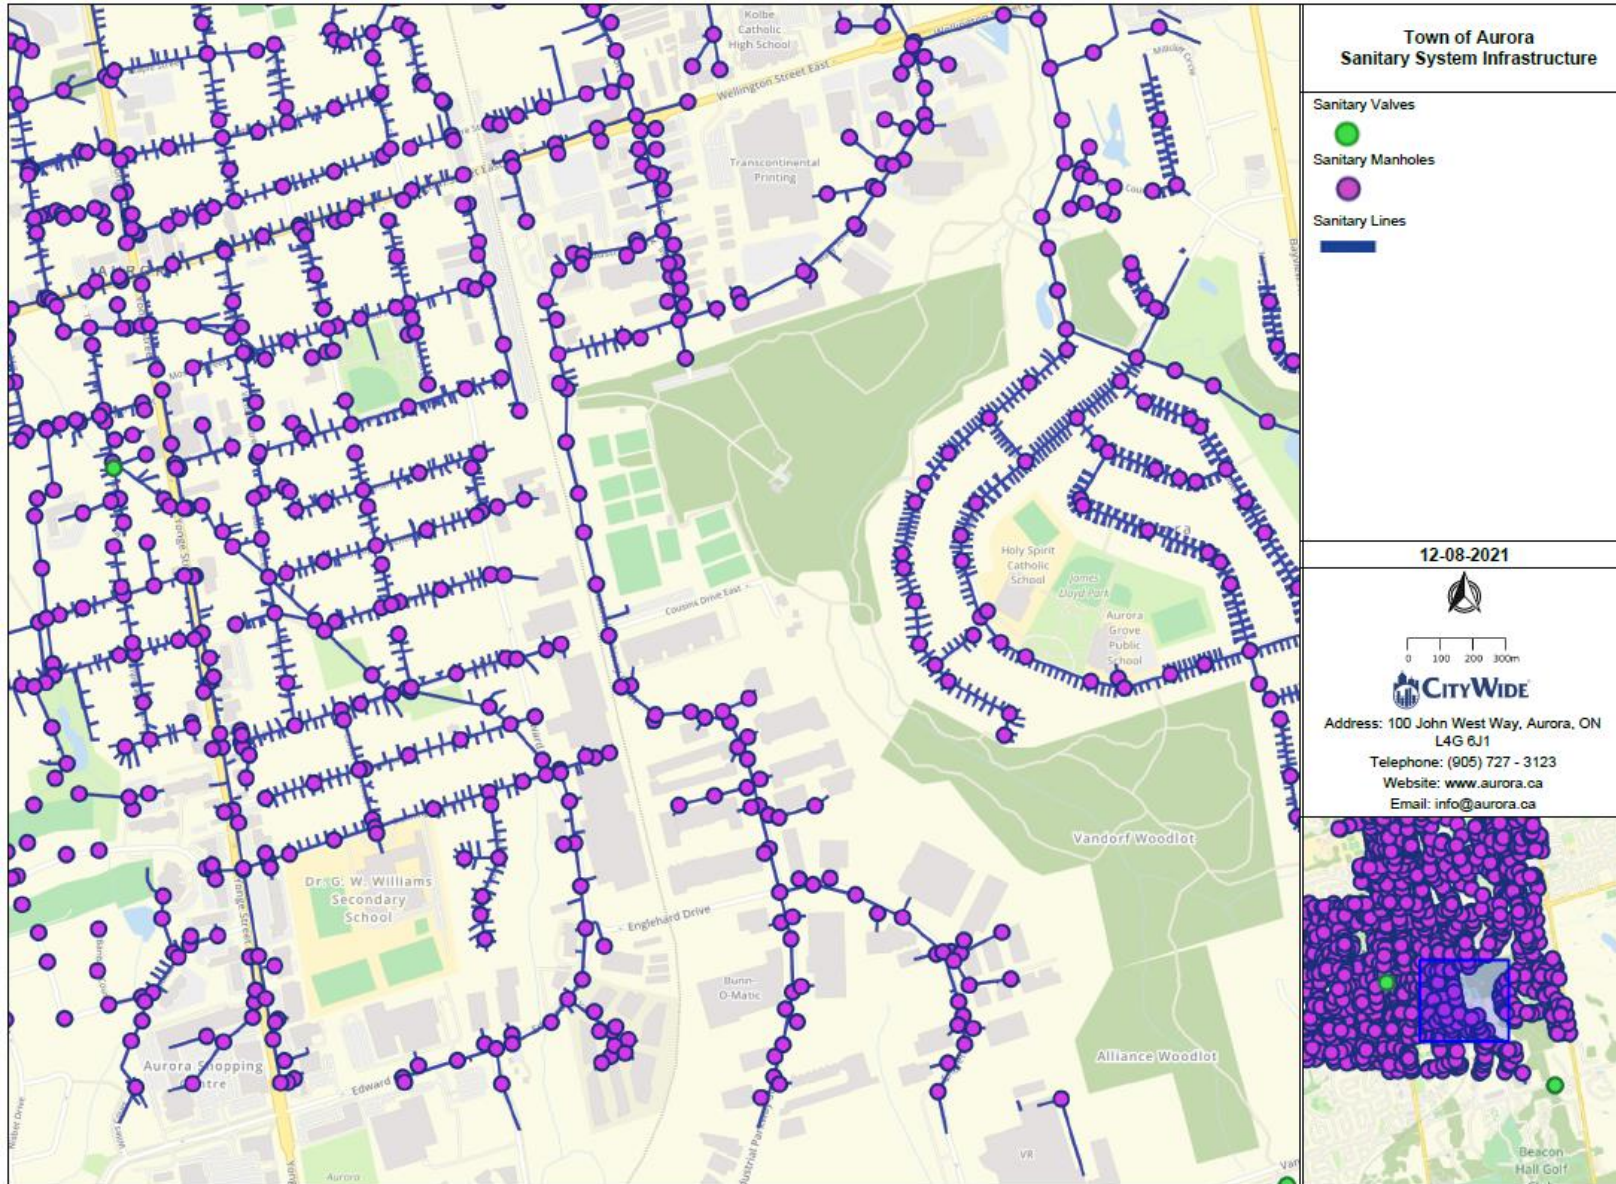 Kolbe
Catholic
High School
Wellington Street East
Transcontinental
Printing
Millcliff Circle
Holy Spirit
Catholic
School
James
Lloyd Park
Aurora
Grove
Public
School
Cousins Drive East
Vandorf Woodlot
Dr. G. W. Williams
Secondary
School
Englehard Drive
Bunn-
O-Matic
Yonge Street
Aurora Shopping
Alliance Woodlot
Edward
VR
Aurora
Town of Aurora
Sanitary System Infrastructure
Sanitary Valves
Sanitary Manholes
Sanitary Lines
12-08-2021
0 100 200 300m
CITYWIDE
Address: 100 John West Way, Aurora, ON
L4G 6J1
Telephone: (905) 727 - 3123
Website: www.aurora.ca
Email: info@aurora.ca
Beacon
Hall Golf